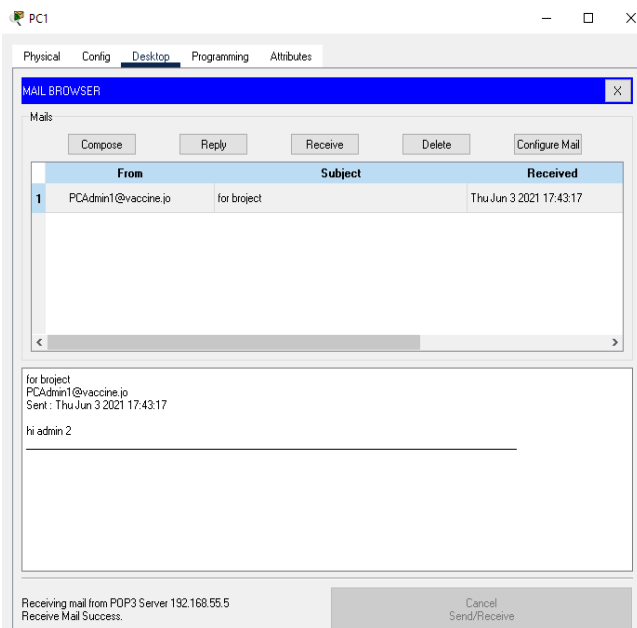 PC1
Physical Config Desktop Programming Attributes
MAIL BROWSER X
Mails
Compose Reply Receive Delete Configure Mail
From Subject Received
1 PCAdmin1@vaccine.jo for broject Thu Jun 3 2021 17:43:17
for broject
PCAdmin1@vaccine.jo
Sent : Thu Jun 3 2021 17:43:17
hi admin 2
Receiving mail from POP3 Server 192.168.55.5
Receive Mail Success.
Cancel
Send/Receive